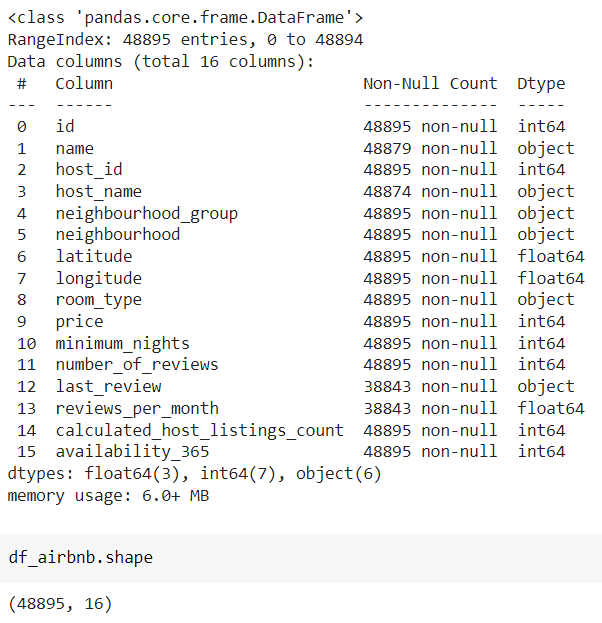 <class 'pandas.core.frame.DataFrame'>
RangeIndex: 48895 entries, 0 to 48894
Data columns (total 16 columns):
 #   Column                          Non-Null Count  Dtype
---  ------                          --------------  -----
 0   id                              48895 non-null  int64
 1   name                            48879 non-null  object
 2   host_id                         48895 non-null  int64
 3   host_name                       48874 non-null  object
 4   neighbourhood_group             48895 non-null  object
 5   neighbourhood                   48895 non-null  object
 6   latitude                        48895 non-null  float64
 7   longitude                       48895 non-null  float64
 8   room_type                       48895 non-null  object
 9   price                           48895 non-null  int64
 10  minimum_nights                  48895 non-null  int64
 11  number_of_reviews               48895 non-null  int64
 12  last_review                     38843 non-null  object
 13  reviews_per_month               38843 non-null  float64
 14  calculated_host_listings_count  48895 non-null  int64
 15  availability_365                48895 non-null  int64
dtypes: float64(3), int64(7), object(6)
memory usage: 6.0+ MB
df_airbnb.shape
(48895, 16)